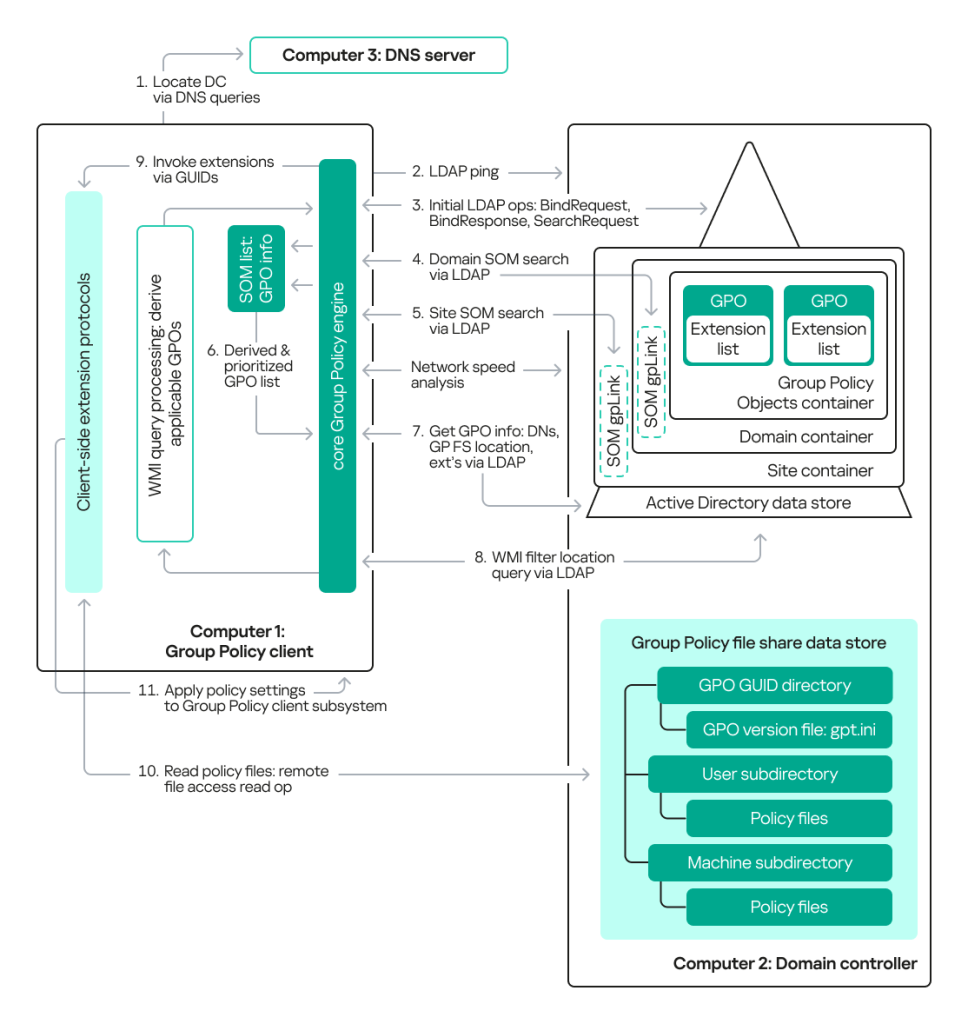 Computer 3: DNS server
1. Locate DC
via DNS queries
9. Invoke extensions
via GUIDs
Client-side extension protocols
WMI query processing: derive
applicable GPOs
SOM list:
GPO info
6. Derived &
prioritized
GPO list
core Group Policy engine
Computer 1:
Group Policy client
2. LDAP ping
3. Initial LDAP ops: BindRequest,
BindResponse, SearchRequest
4. Domain SOM search
via LDAP
5. Site SOM search
via LDAP
Network speed
analysis
7. Get GPO info: DNs,
GP FS location,
ext's via LDAP
8. WMI filter location
query via LDAP
GPO
Extension
list
GPO
Extension
list
Group Policy
Objects container
SOM gpLink
Domain container
SOM gpLink
Site container
Active Directory data store
11. Apply policy settings
to Group Policy client subsystem
10. Read policy files: remote
file access read op
Group Policy file share data store
GPO GUID directory
GPO version file: gpt.ini
User subdirectory
Policy files
Machine subdirectory
Policy files
Computer 2: Domain controller